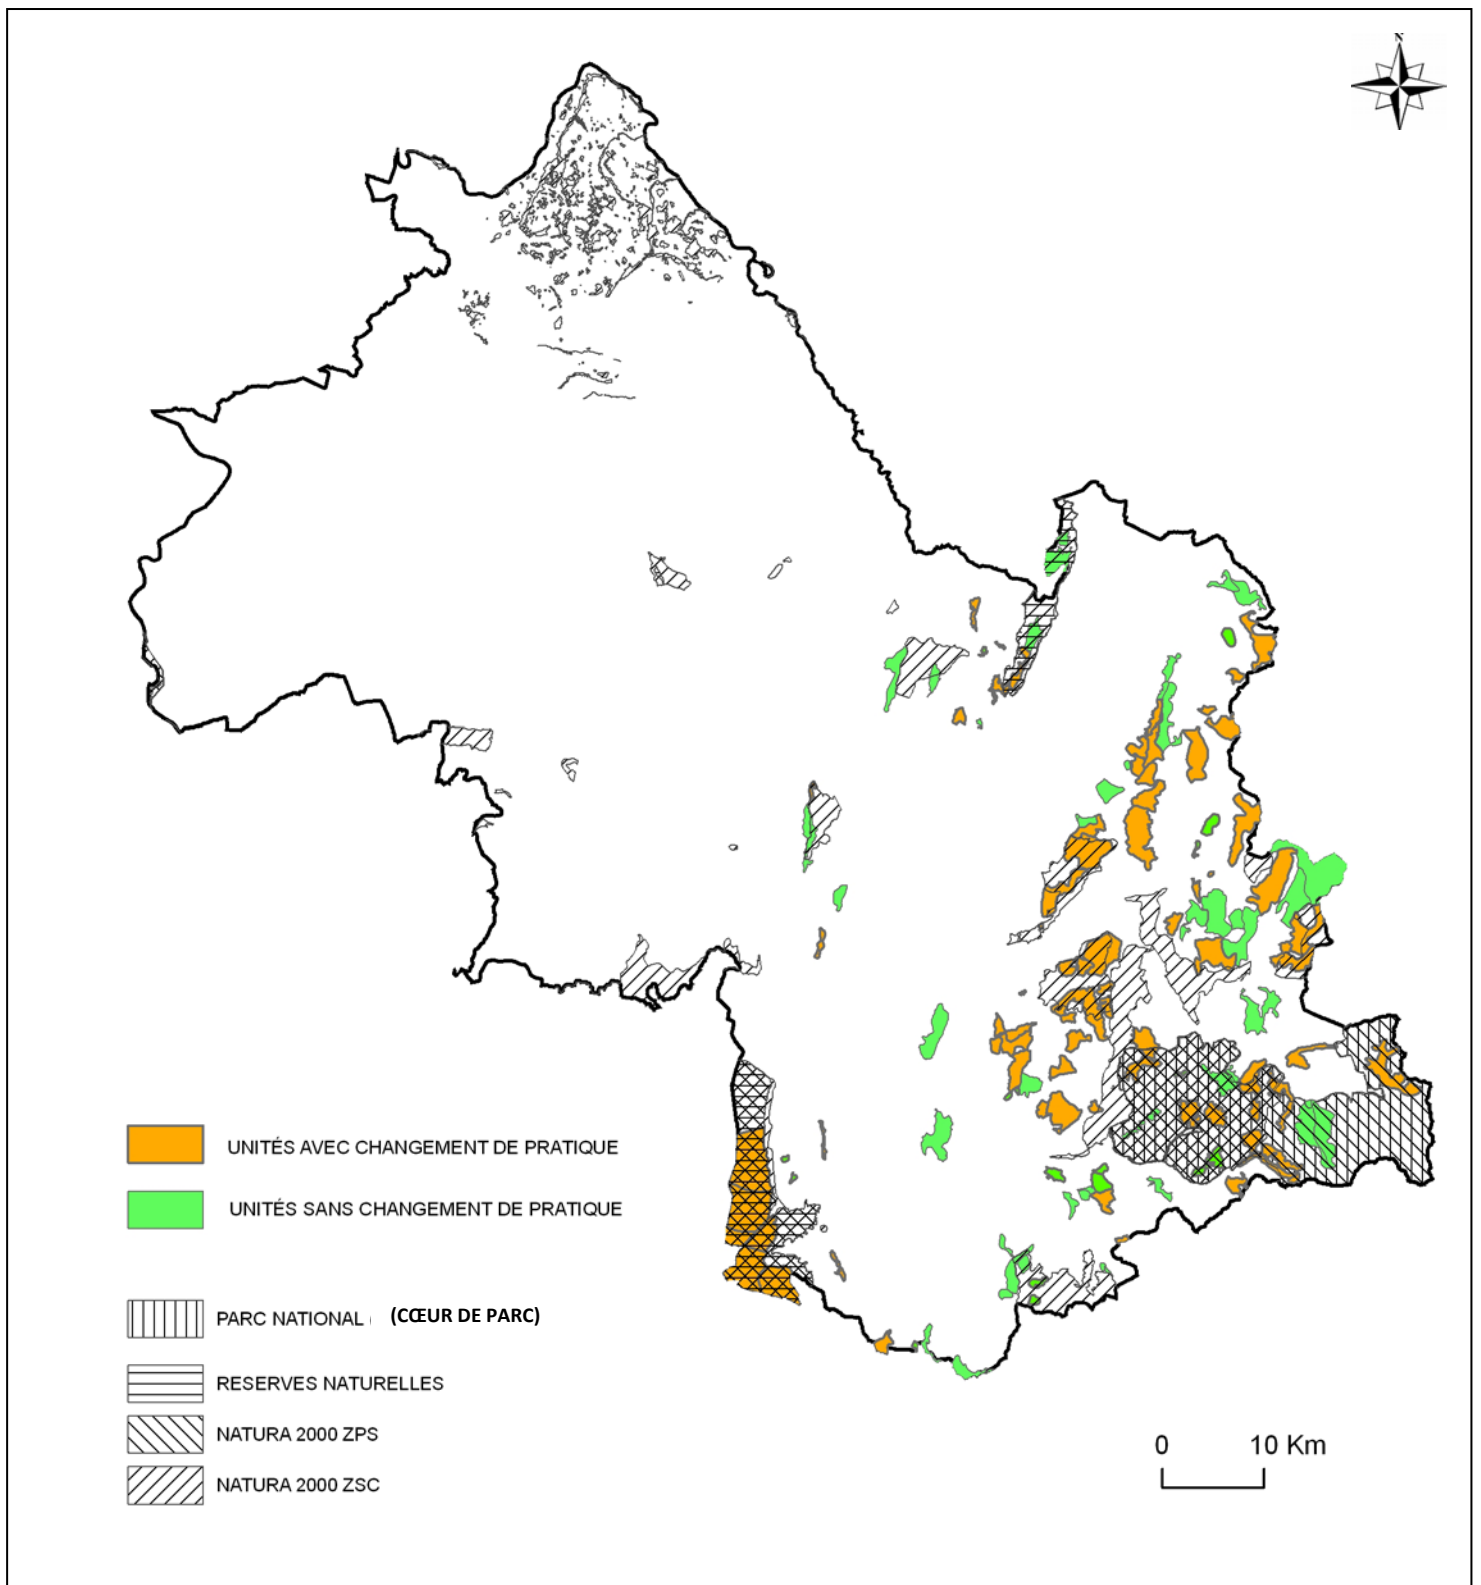 N
UNITÉS AVEC CHANGEMENT DE PRATIQUE
UNITÉS SANS CHANGEMENT DE PRATIQUE
PARC NATIONAL (CŒUR DE PARC)
RESERVES NATURELLES
NATURA 2000 ZPS
NATURA 2000 ZSC
0 10 Km